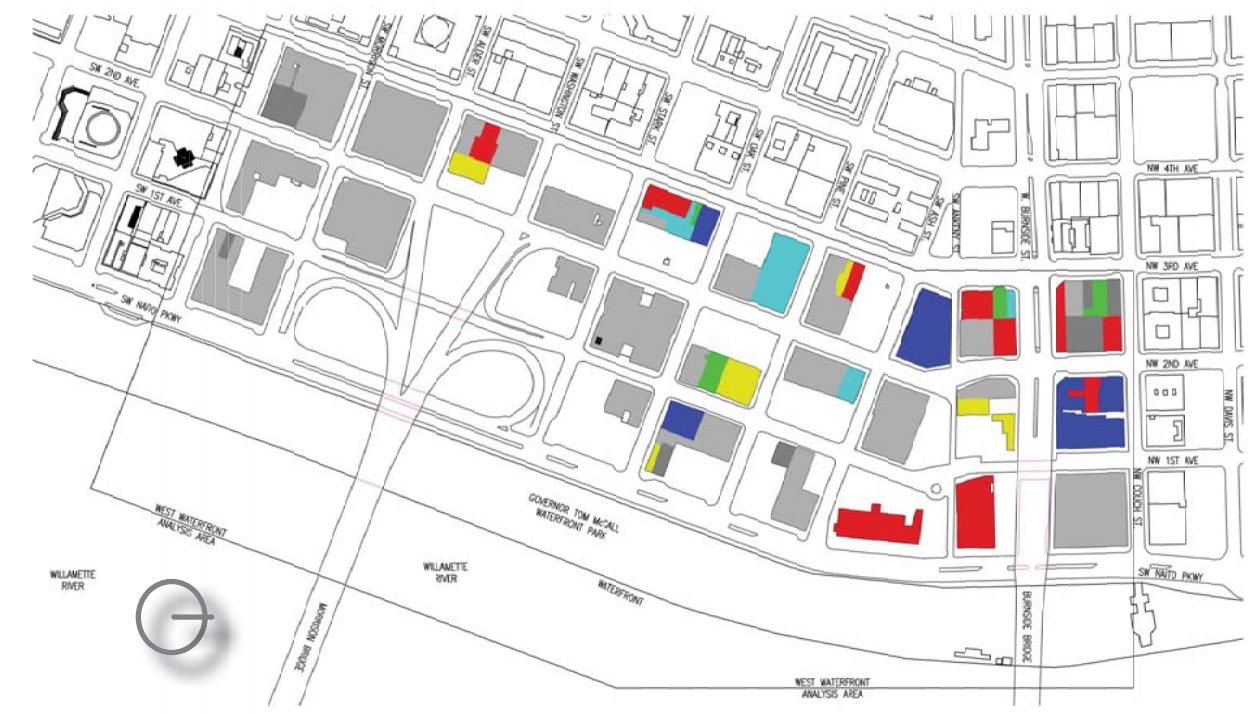 SW MORRISON ST.
SW ALDER ST.
SW WASHINGTON ST
SW STARK ST.
SW OAK ST.
SW PINE ST.
SW ASH ST.
SW ANKENY ST
W. BURNSIDE ST.
SW 2ND AVE.
SW 1ST AVE.
SW NAITO PKWY
NW 4TH AVE
NW 3RD AVE
NW 2ND AVE
NW DAVIS ST.
NW 1ST AVE
NW COUCH ST.
SW NAITO PKWY
GOVERNOR TOM McCALL
WATERFRONT PARK
WEST WATERFRONT
ANALYSIS AREA
WILLAMETTE
RIVER
WILLAMETTE
RIVER
WATERFRONT
MORRISON BRIDGE
BURNSIDE BRIDGE
WEST WATERFRONT
ANALYSIS AREA